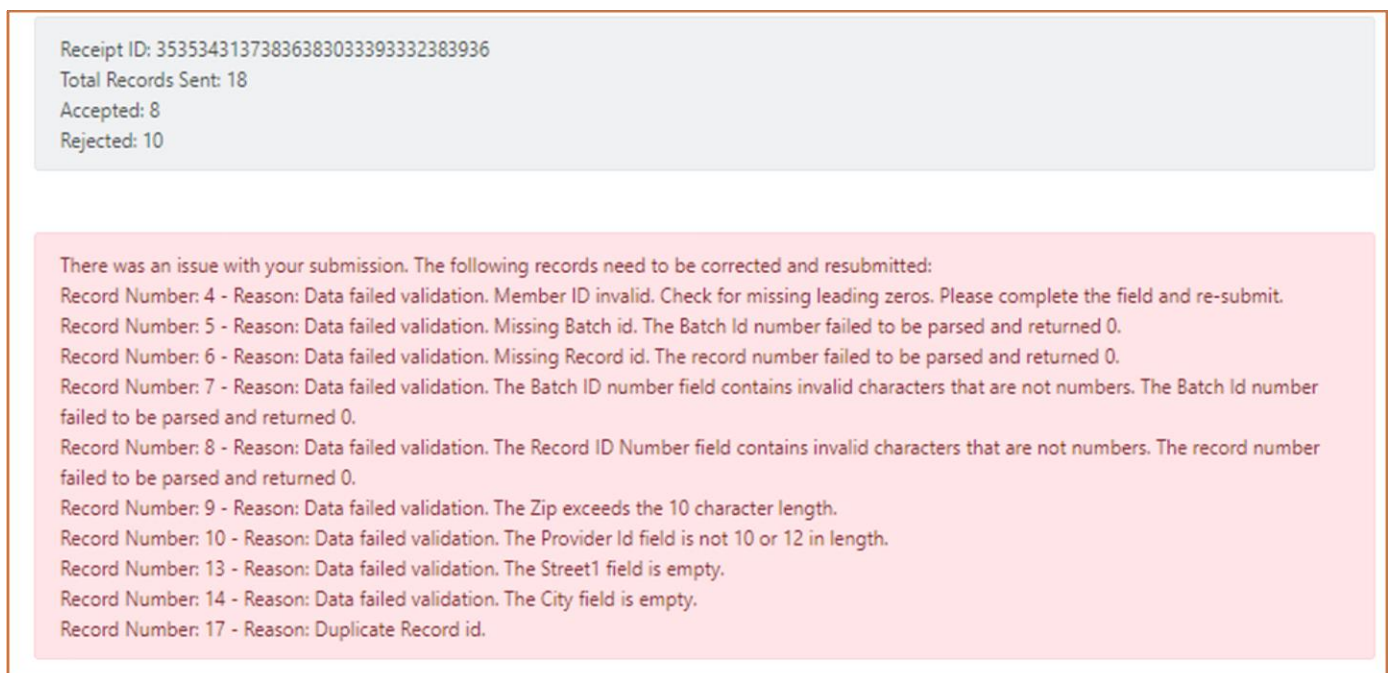 Receipt ID: 3535343137383638303339333238​3936
Total Records Sent: 18
Accepted: 8
Rejected: 10
There was an issue with your submission. The following records need to be corrected and resubmitted:
Record Number: 4 - Reason: Data failed validation. Member ID invalid. Check for missing leading zeros. Please complete the field and re-submit.
Record Number: 5 - Reason: Data failed validation. Missing Batch id. The Batch Id number failed to be parsed and returned 0.
Record Number: 6 - Reason: Data failed validation. Missing Record id. The record number failed to be parsed and returned 0.
Record Number: 7 - Reason: Data failed validation. The Batch ID number field contains invalid characters that are not numbers. The Batch Id number
failed to be parsed and returned 0.
Record Number: 8 - Reason: Data failed validation. The Record ID Number field contains invalid characters that are not numbers. The record number
failed to be parsed and returned 0.
Record Number: 9 - Reason: Data failed validation. The Zip exceeds the 10 character length.
Record Number: 10 - Reason: Data failed validation. The Provider Id field is not 10 or 12 in length.
Record Number: 13 - Reason: Data failed validation. The Street1 field is empty.
Record Number: 14 - Reason: Data failed validation. The City field is empty.
Record Number: 17 - Reason: Duplicate Record id.